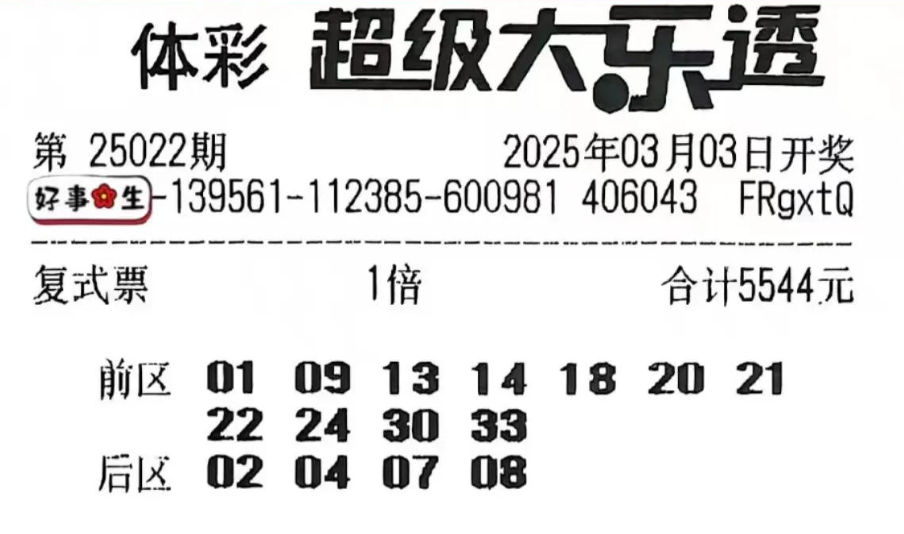 体彩 超级大乐透
第 25022期 2025年03月03日开奖
好事生-139561-112385-600981 406043 FRgxtQ
复式票 1倍 合计5544元
前区 01 09 13 14 18 20 21
22 24 30 33
后区 02 04 07 08